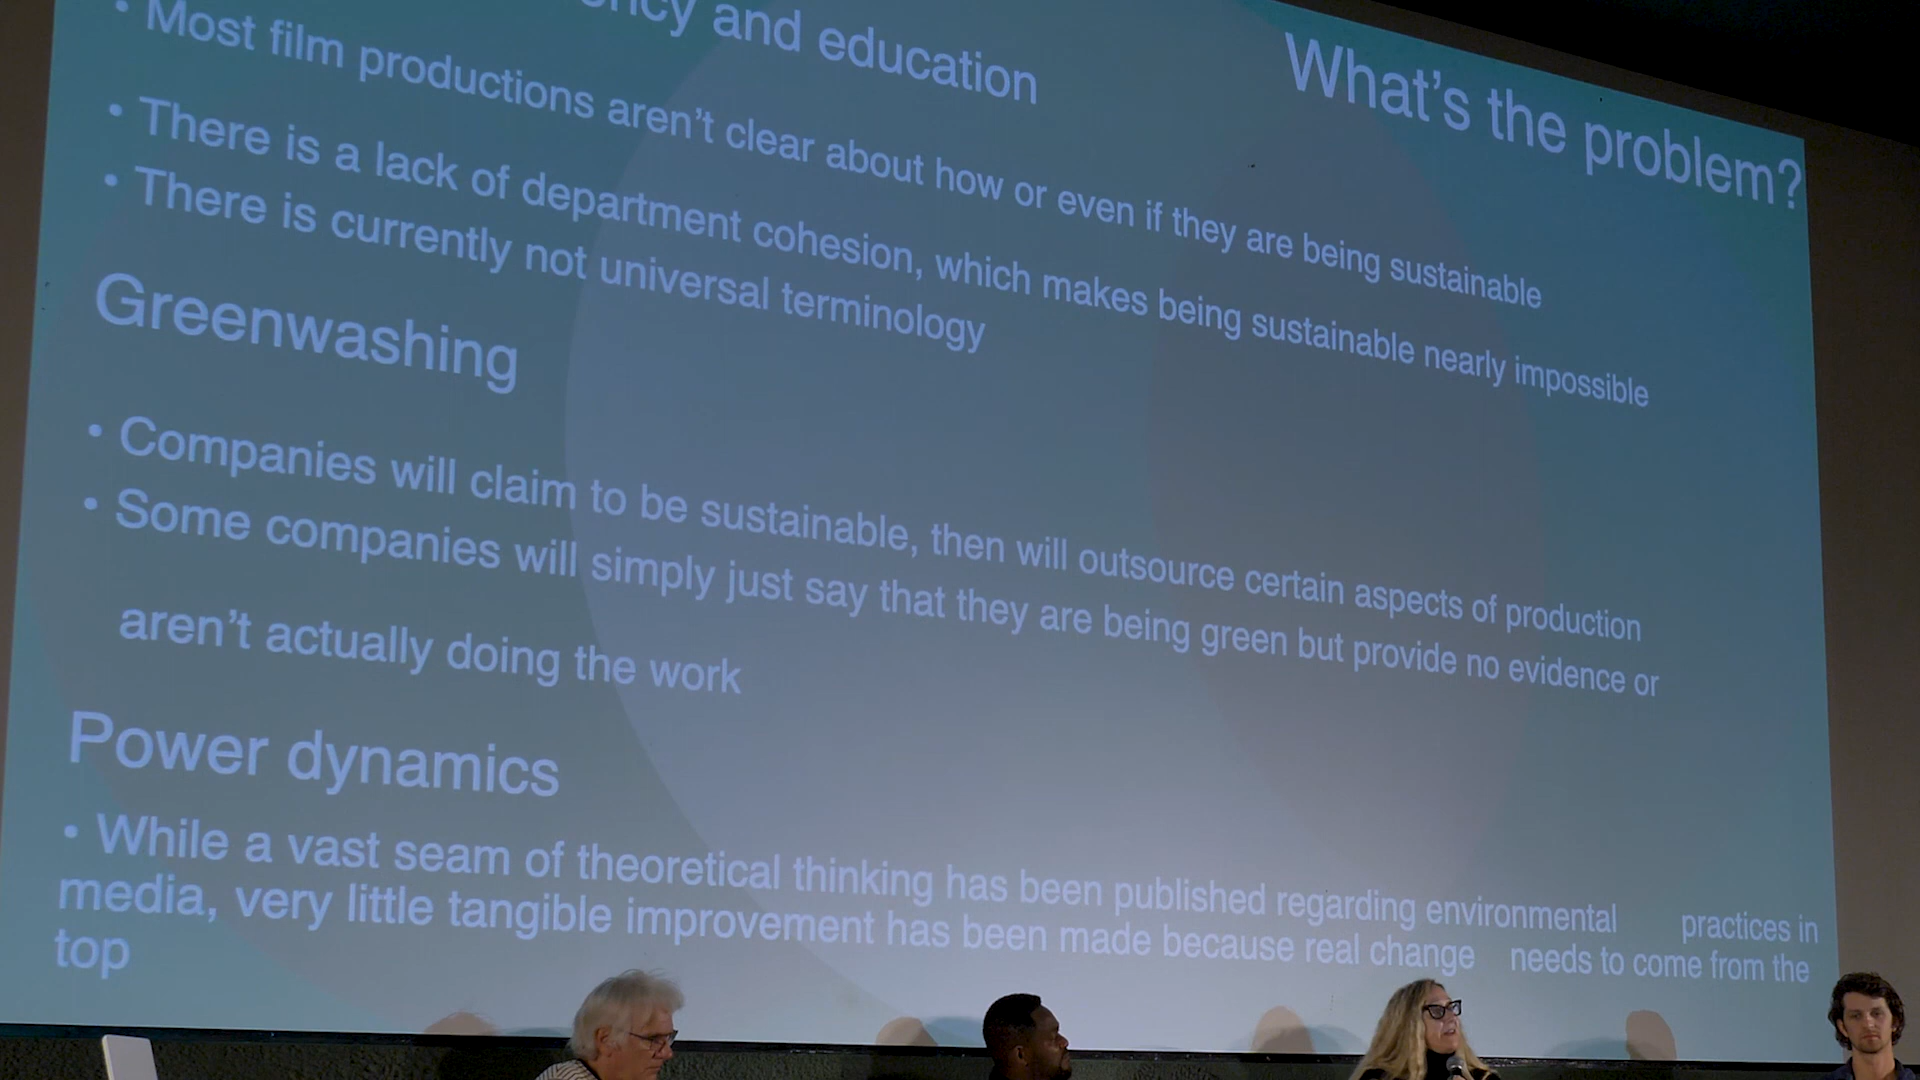 What's the problem?
and education
• Most film productions aren't clear about how or even if they are being sustainable
• There is a lack of department cohesion, which makes being sustainable nearly impossible
• There is currently not universal terminology
Greenwashing
• Companies will claim to be sustainable, then will outsource certain aspects of production
• Some companies will simply just say that they are being green but provide no evidence or
aren't actually doing the work
Power dynamics
• While a vast seam of theoretical thinking has been published regarding environmental practices in
media, very little tangible improvement has been made because real change needs to come from the
top